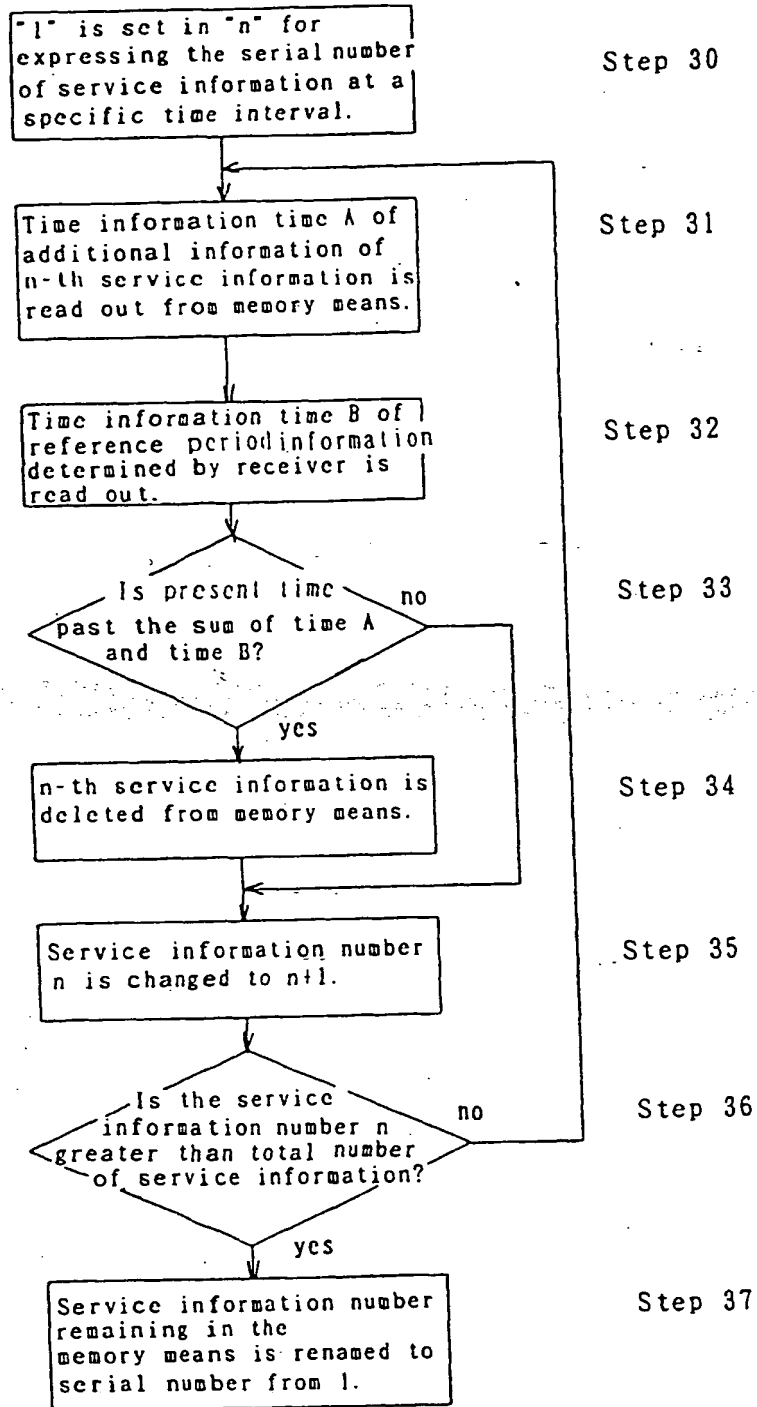 "1" is set in "n" for
expressing the serial number
of service information at a
specific time interval.
Step 30
Time information time A of
additional information of
n-th service information is
read out from memory means.
Step 31
Time information time B of
reference period information
determined by receiver is
read out.
Step 32
Is present time
past the sum of time A
and time B?
no
Step 33
yes
n-th service information is
deleted from memory means.
Step 34
Service information number
n is changed to n+1.
Step 35
Is the service
information number n
greater than total number
of service information?
no
Step 36
yes
Service information number
remaining in the
memory means is renamed to
serial number from 1.
Step 37